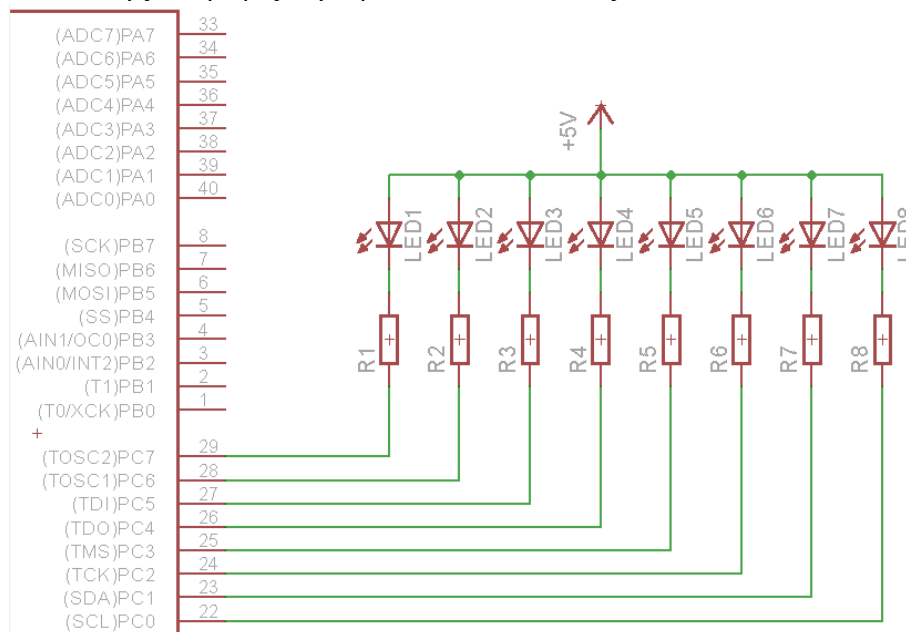 (ADC7)PA7 33
(ADC6)PA6 34
(ADC5)PA5 35
(ADC4)PA4 36
(ADC3)PA3 37
(ADC2)PA2 38
(ADC1)PA1 39
(ADC0)PA0 40
(SCK)PB7 8
(MISO)PB6 7
(MOSI)PB5 6
(SS)PB4 5
(AIN1/OC0)PB3 4
(AIN0/INT2)PB2 3
(T1)PB1 2
(T0/XCK)PB0 1
(TOSC2)PC7 29
(TOSC1)PC6 28
(TDI)PC5 27
(TDO)PC4 26
(TMS)PC3 25
(TCK)PC2 24
(SDA)PC1 23
(SCL)PC0 22
+5V
LED1 LED2 LED3 LED4 LED5 LED6 LED7 LED8
R1 R2 R3 R4 R5 R6 R7 R8